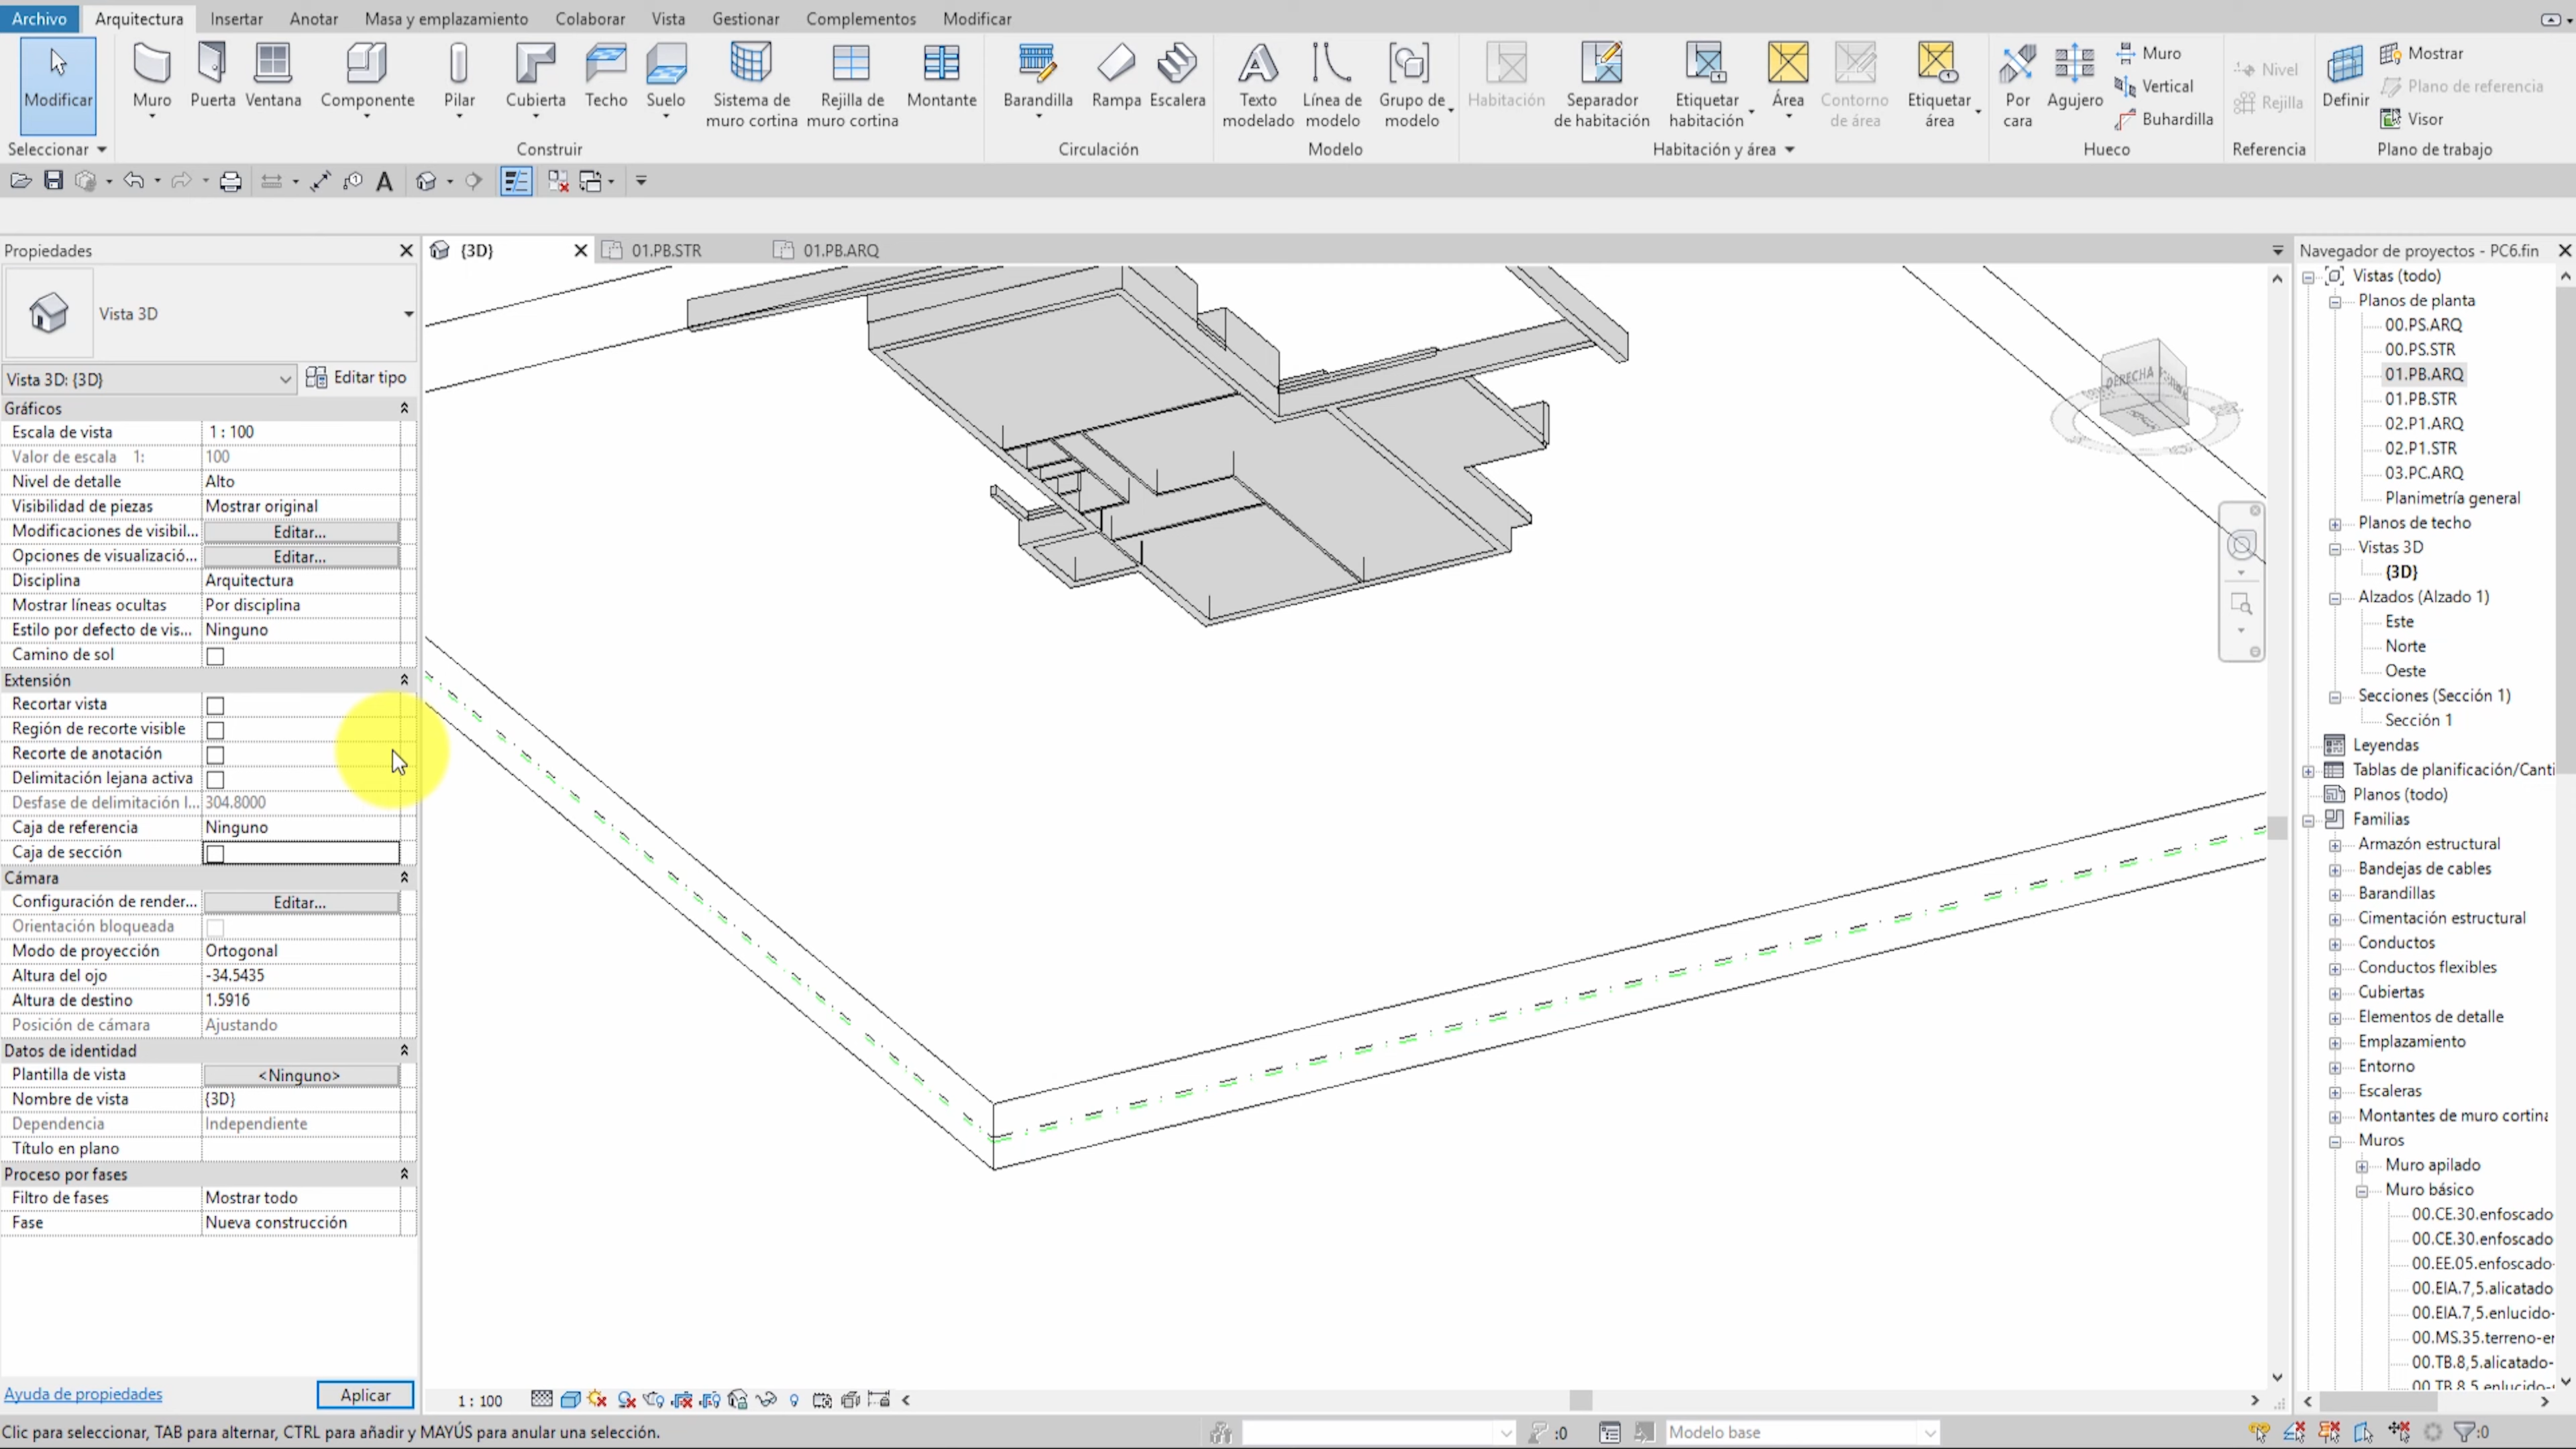 Archivo Arquitectura Insertar Anotar Masa y emplazamiento Colaborar Vista Gestionar Complementos Modificar
Modificar Muro Puerta Ventana Componente Pilar Cubierta Techo Suelo Sistema de muro cortina Rejilla de muro cortina Montante Barandilla Rampa Escalera Texto modelado Línea de modelo Grupo de modelo Habitación Separador de habitación Etiquetar habitación Área Contorno de área Etiquetar área Por cara Agujero Muro Vertical Buhardilla Nivel Rejilla Definir Mostrar Plano de referencia Visor
Seleccionar Construir Circulación Modelo Habitación y área Hueco Referencia Plano de trabajo
Propiedades
{3D} 01.PB.STR 01.PB.ARQ
Vista 3D
Vista 3D: {3D} Editar tipo
Gráficos
Escala de vista 1 : 100
Valor de escala 1: 100
Nivel de detalle Alto
Visibilidad de piezas Mostrar original
Modificaciones de visibil... Editar...
Opciones de visualizació... Editar...
Disciplina Arquitectura
Mostrar líneas ocultas Por disciplina
Estilo por defecto de vis... Ninguno
Camino de sol
Extensión
Recortar vista
Región de recorte visible
Recorte de anotación
Delimitación lejana activa
Desfase de delimitación l... 304.8000
Caja de referencia Ninguno
Caja de sección
Cámara
Configuración de render... Editar...
Orientación bloqueada
Modo de proyección Ortogonal
Altura del ojo -34.5435
Altura de destino 1.5916
Posición de cámara Ajustando
Datos de identidad
Plantilla de vista <Ninguno>
Nombre de vista {3D}
Dependencia Independiente
Título en plano
Proceso por fases
Filtro de fases Mostrar todo
Fase Nueva construcción
Ayuda de propiedades Aplicar
DERECHA
1 : 100
Navegador de proyectos - PC6.fin
Vistas (todo)
Planos de planta
00.PS.ARQ
00.PS.STR
01.PB.ARQ
01.PB.STR
02.P1.ARQ
02.P1.STR
03.PC.ARQ
Planimetría general
Planos de techo
Vistas 3D
{3D}
Alzados (Alzado 1)
Este
Norte
Oeste
Secciones (Sección 1)
Sección 1
Leyendas
Tablas de planificación/Canti
Planos (todo)
Familias
Armazón estructural
Bandejas de cables
Barandillas
Cimentación estructural
Conductos
Conductos flexibles
Cubiertas
Elementos de detalle
Emplazamiento
Entorno
Escaleras
Montantes de muro cortina
Muros
Muro apilado
Muro básico
00.CE.30.enfoscado
00.CE.30.enfoscado
00.EE.05.enfoscado-
00.EIA.7,5.alicatado
00.EIA.7,5.enlucido-
00.MS.35.terreno-er
00.TB.8,5.alicatado-
Clic para seleccionar, TAB para alternar, CTRL para añadir y MAYÚS para anular una selección.
:0 Modelo base :0